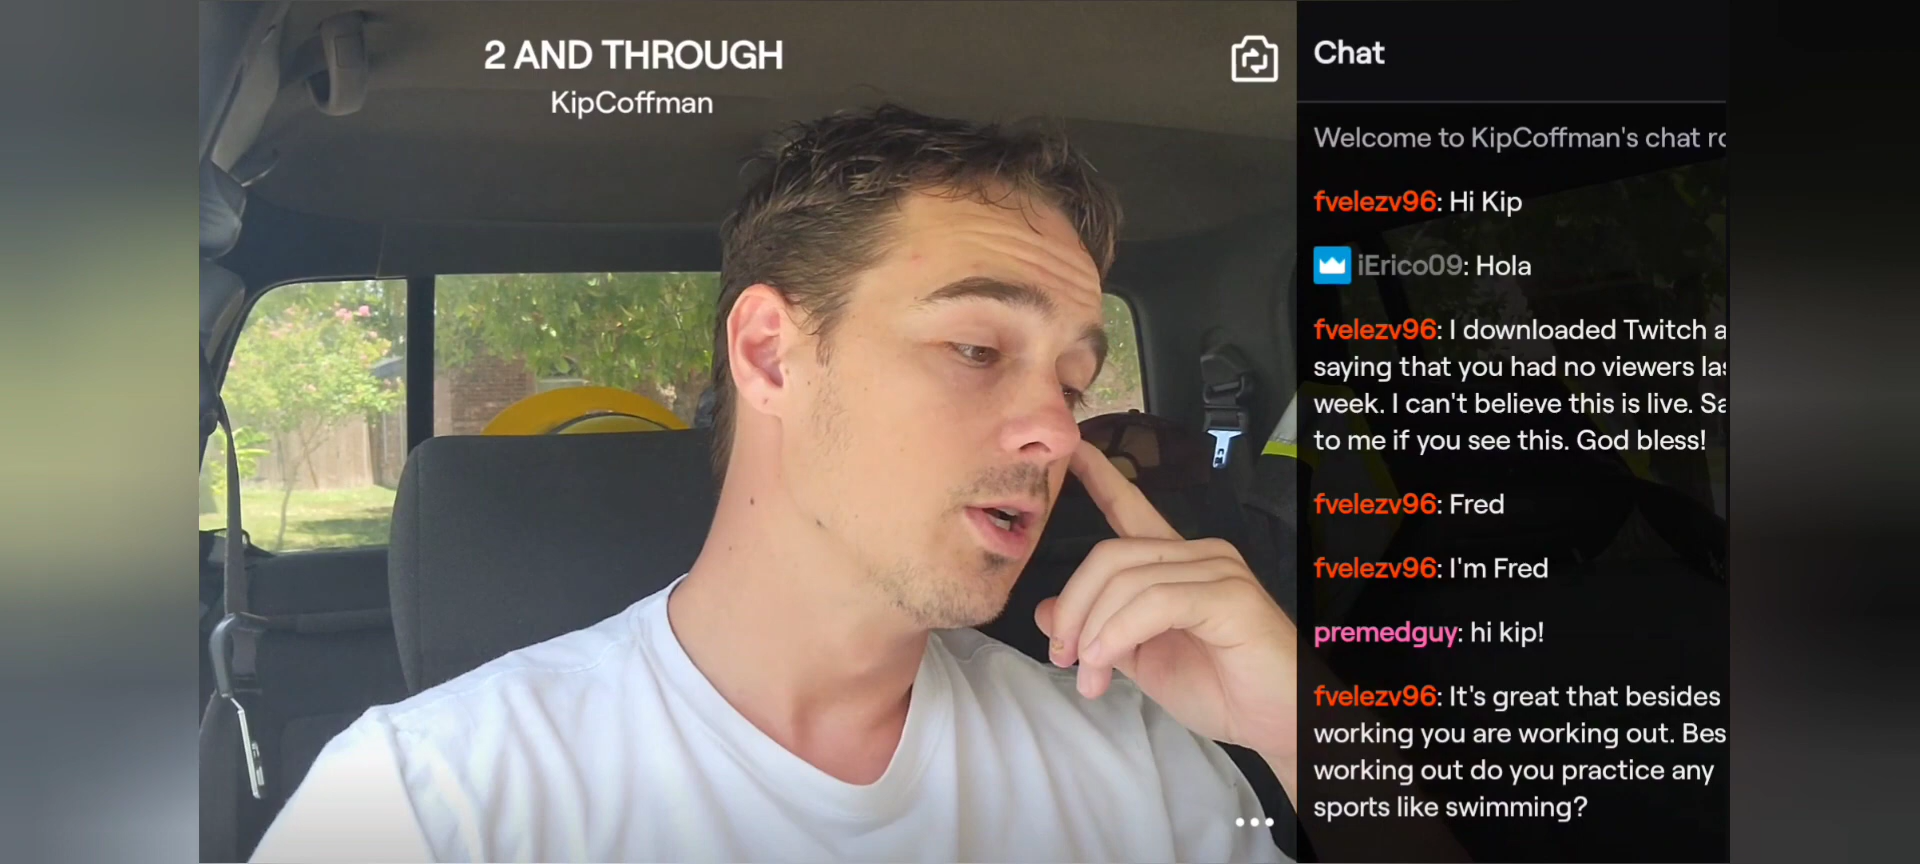 2 AND THROUGH
KipCoffman
Chat
Welcome to KipCoffman's chat
fvelezv96: Hi Kip
iErico09: Hola
fvelezv96: I downloaded Twitch a
saying that you had no viewers las
week. I can't believe this is live. Sa
to me if you see this. God bless!
fvelezv96: Fred
fvelezv96: I'm Fred
premedguy: hi kip!
fvelezv96: It's great that besides
working you are working out. Bes
working out do you practice any
sports like swimming?